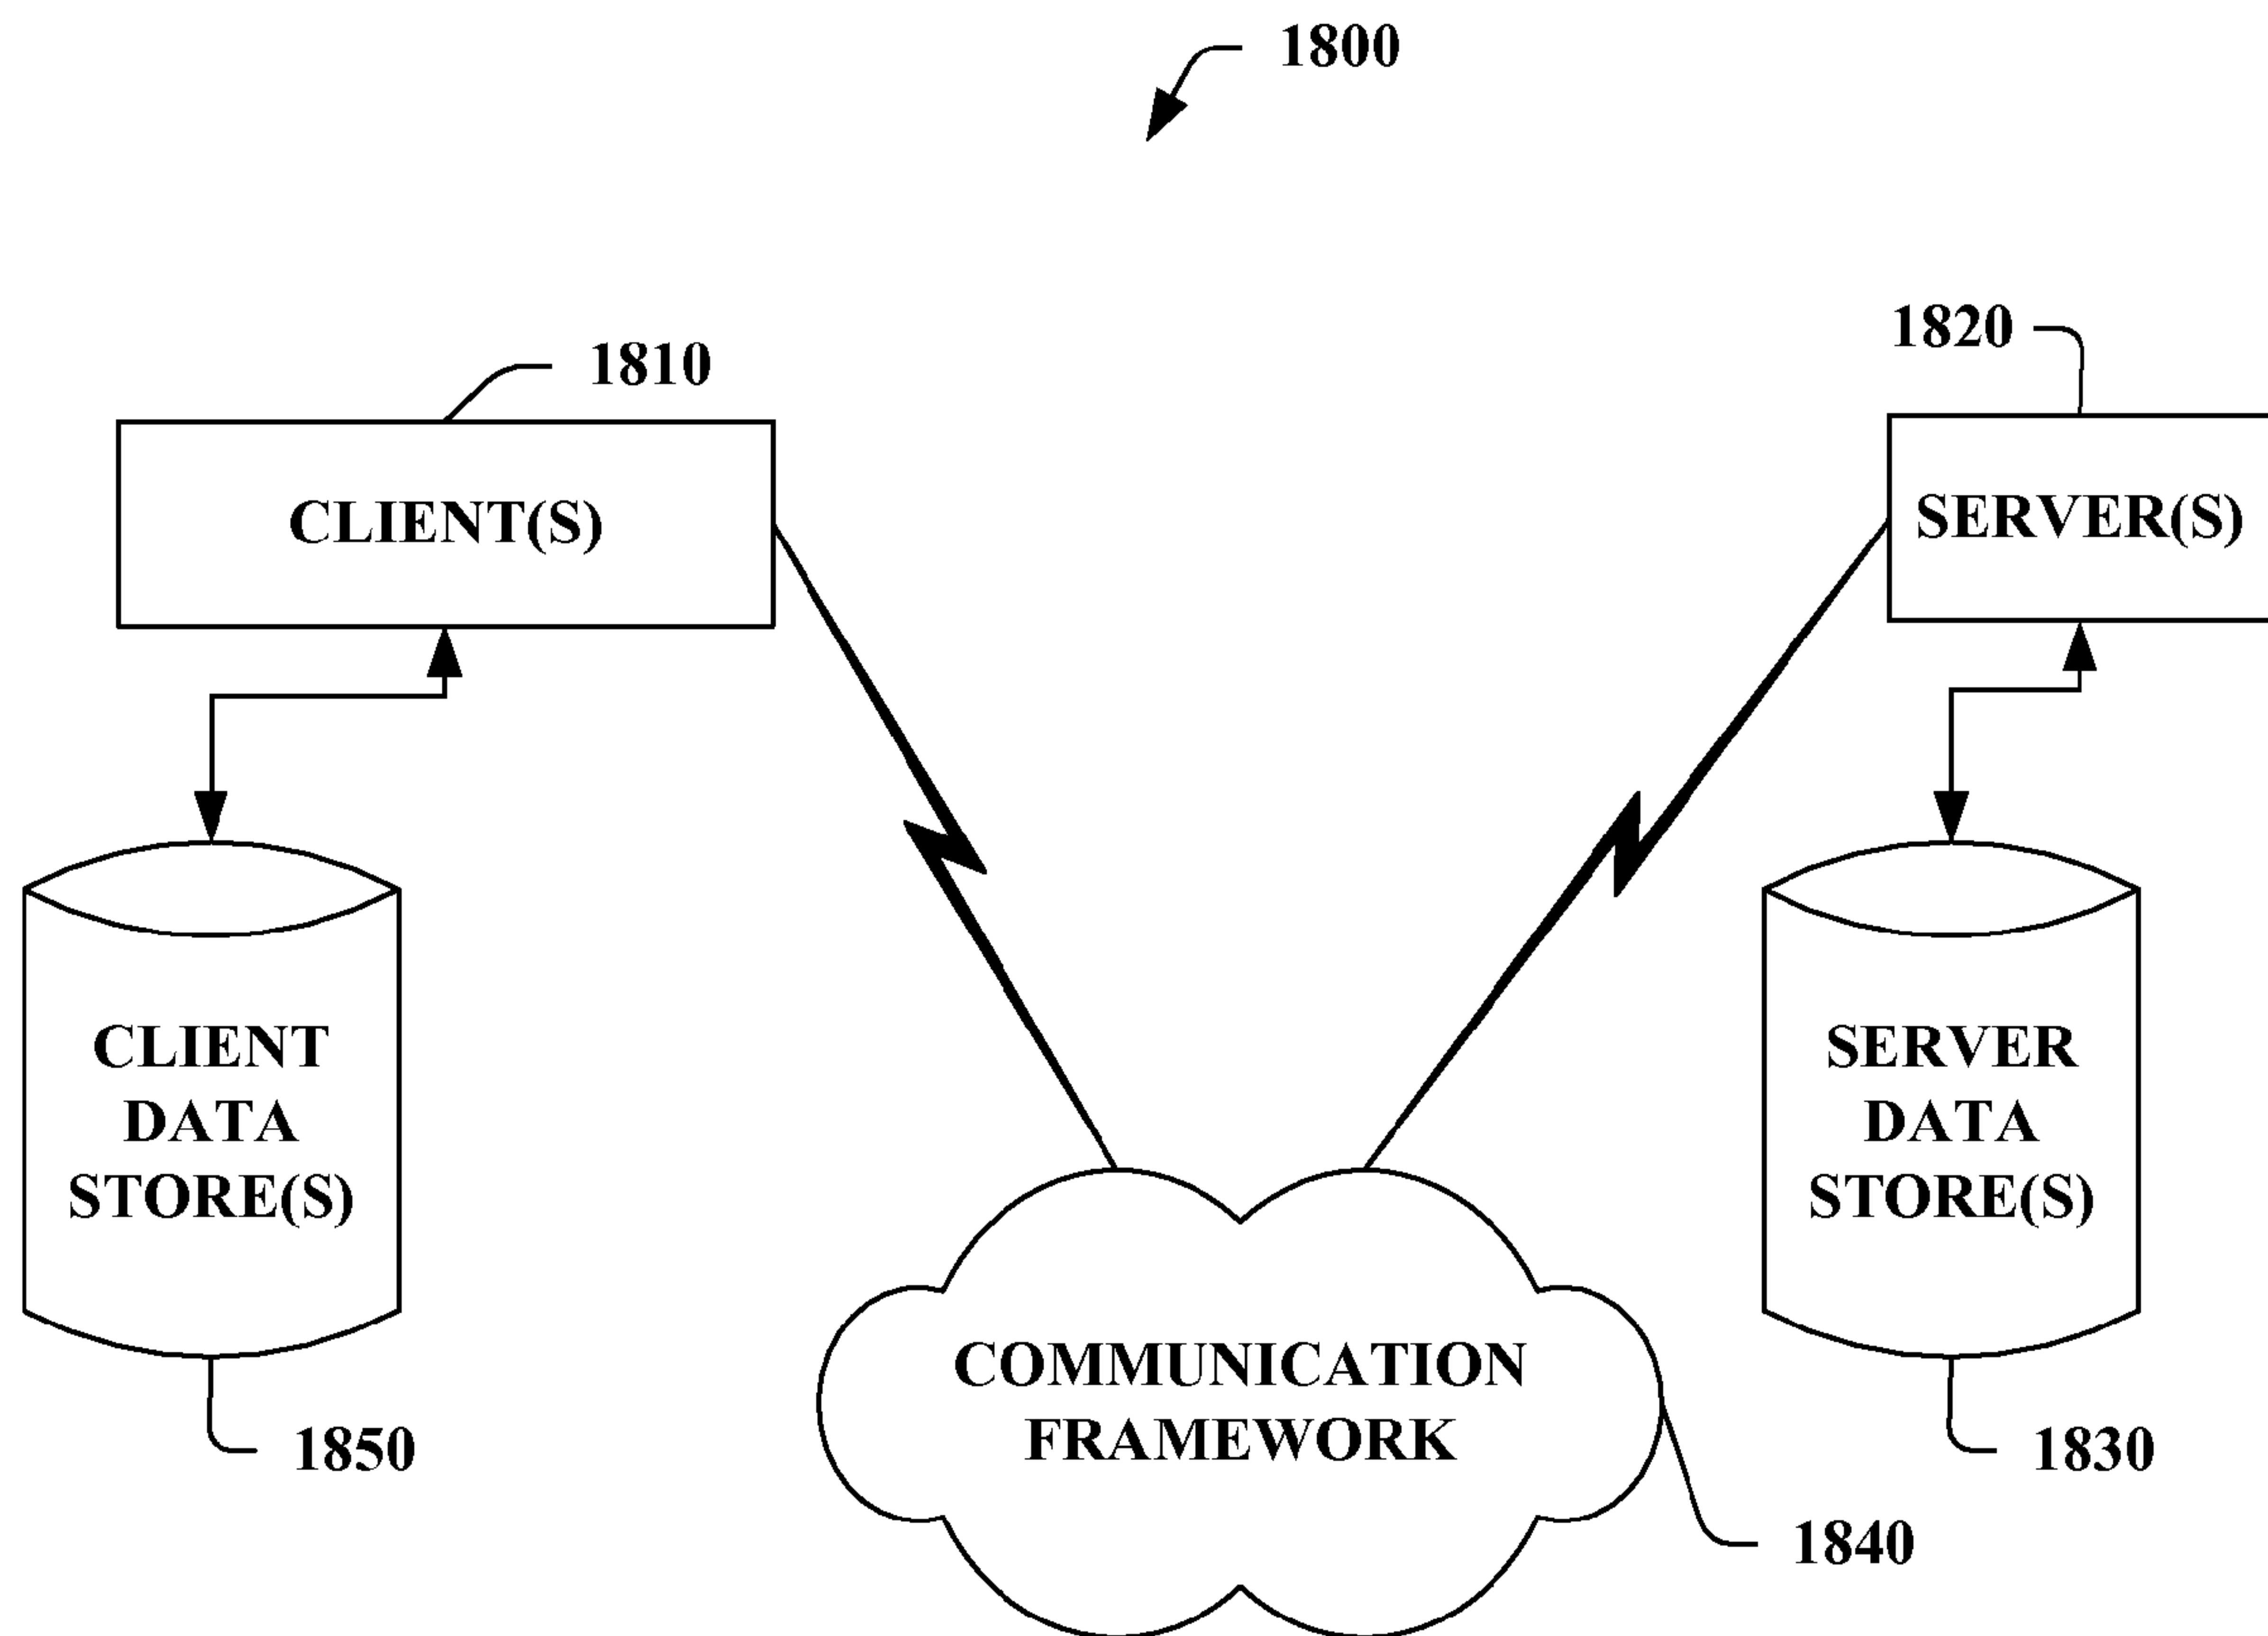 1800
1810
1820
CLIENT(S)
SERVER(S)
CLIENT
DATA
STORE(S)
SERVER
DATA
STORE(S)
COMMUNICATION
FRAMEWORK
1850
1830
1840